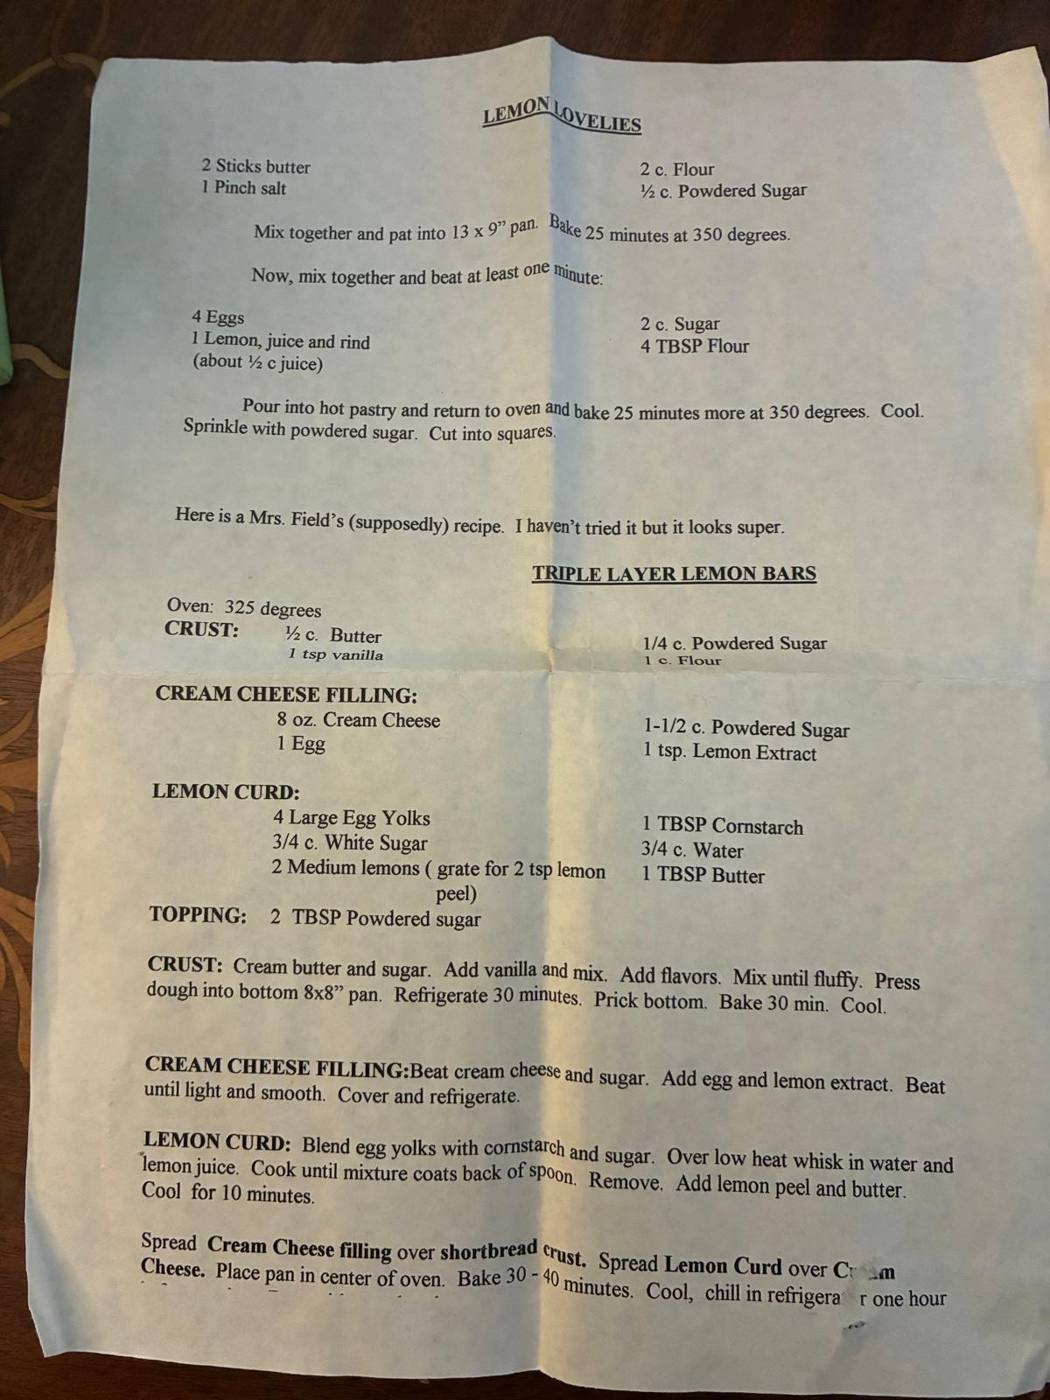 LEMON LOVELIES
2 Sticks butter 2 c. Flour
1 Pinch salt ½ c. Powdered Sugar
Mix together and pat into 13 x 9” pan. Bake 25 minutes at 350 degrees.
Now, mix together and beat at least one minute:
4 Eggs 2 c. Sugar
1 Lemon, juice and rind 4 TBSP Flour
(about ½ c juice)
Pour into hot pastry and return to oven and bake 25 minutes more at 350 degrees. Cool.
Sprinkle with powdered sugar. Cut into squares.
Here is a Mrs. Field’s (supposedly) recipe. I haven’t tried it but it looks super.
TRIPLE LAYER LEMON BARS
Oven: 325 degrees
CRUST: ½ c. Butter 1/4 c. Powdered Sugar
1 tsp vanilla 1 c. Flour
CREAM CHEESE FILLING:
8 oz. Cream Cheese 1-1/2 c. Powdered Sugar
1 Egg 1 tsp. Lemon Extract
LEMON CURD:
4 Large Egg Yolks 1 TBSP Cornstarch
3/4 c. White Sugar 3/4 c. Water
2 Medium lemons ( grate for 2 tsp lemon 1 TBSP Butter
peel)
TOPPING: 2 TBSP Powdered sugar
CRUST: Cream butter and sugar. Add vanilla and mix. Add flavors. Mix until fluffy. Press
dough into bottom 8x8” pan. Refrigerate 30 minutes. Prick bottom. Bake 30 min. Cool.
CREAM CHEESE FILLING:Beat cream cheese and sugar. Add egg and lemon extract. Beat
until light and smooth. Cover and refrigerate.
LEMON CURD: Blend egg yolks with cornstarch and sugar. Over low heat whisk in water and
lemon juice. Cook until mixture coats back of spoon. Remove. Add lemon peel and butter.
Cool for 10 minutes.
Spread Cream Cheese filling over shortbread crust. Spread Lemon Curd over
Cheese. Place pan in center of oven. Bake 30 - 40 minutes. Cool, chill in one hour